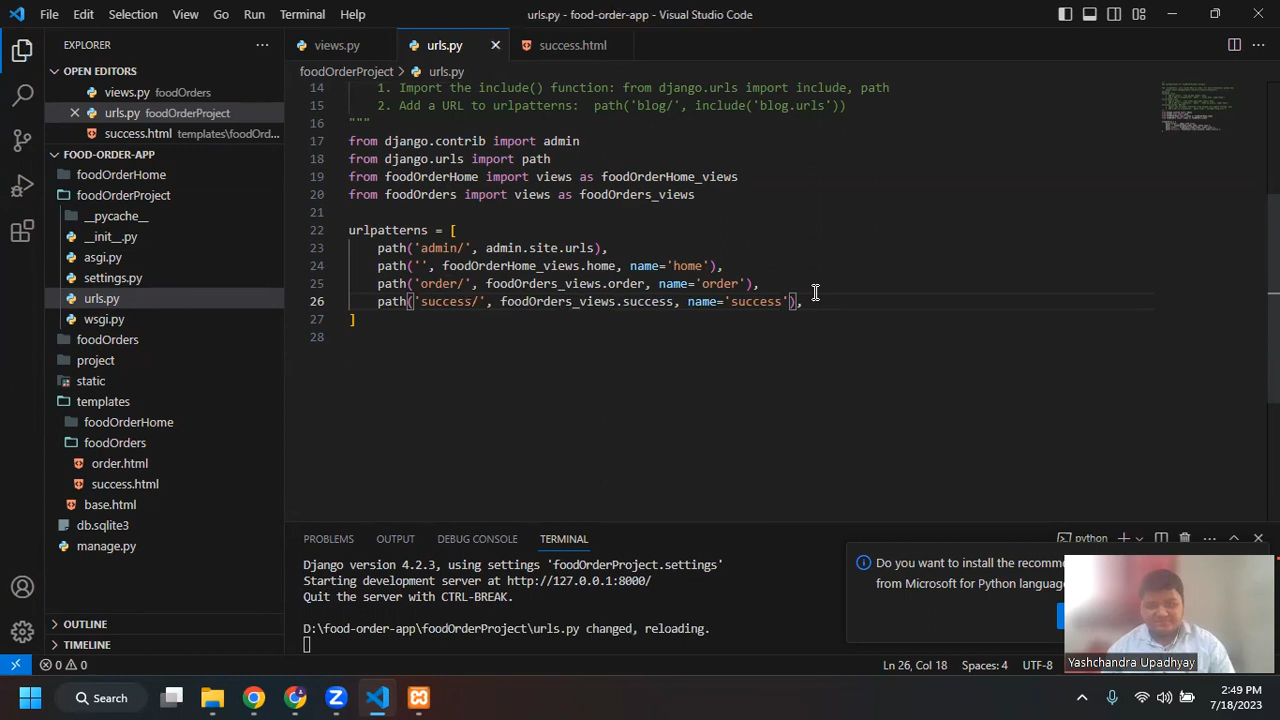 File Edit Selection View Go Run Terminal Help
urls.py - food-order-app - Visual Studio Code
EXPLORER
OPEN EDITORS
views.py foodOrders
urls.py foodOrderProject
success.html templates\foodOrd...
FOOD-ORDER-APP
foodOrderHome
foodOrderProject
__pycache__
__init__.py
asgi.py
settings.py
urls.py
wsgi.py
foodOrders
project
static
templates
foodOrderHome
foodOrders
order.html
success.html
base.html
db.sqlite3
manage.py
OUTLINE
TIMELINE
views.py urls.py success.html
foodOrderProject > urls.py
14 1. Import the include() function: from django.urls import include, path
15 2. Add a URL to urlpatterns: path('blog/', include('blog.urls'))
16 """
17 from django.contrib import admin
18 from django.urls import path
19 from foodOrderHome import views as foodOrderHome_views
20 from foodOrders import views as foodOrders_views
21
22 urlpatterns = [
23 path('admin/', admin.site.urls),
24 path('', foodOrderHome_views.home, name='home'),
25 path('order/', foodOrders_views.order, name='order'),
26 path('success/', foodOrders_views.success, name='success'),
27 ]
28
PROBLEMS OUTPUT DEBUG CONSOLE TERMINAL
python
Django version 4.2.3, using settings 'foodOrderProject.settings'
Starting development server at http://127.0.0.1:8000/
Quit the server with CTRL-BREAK.
D:\food-order-app\foodOrderProject\urls.py changed, reloading.
Do you want to install the recomme
from Microsoft for Python languag
Yashchandra Upadhyay
0 0
Ln 26, Col 18 Spaces: 4 UTF-8
Search
2:49 PM
7/18/2023